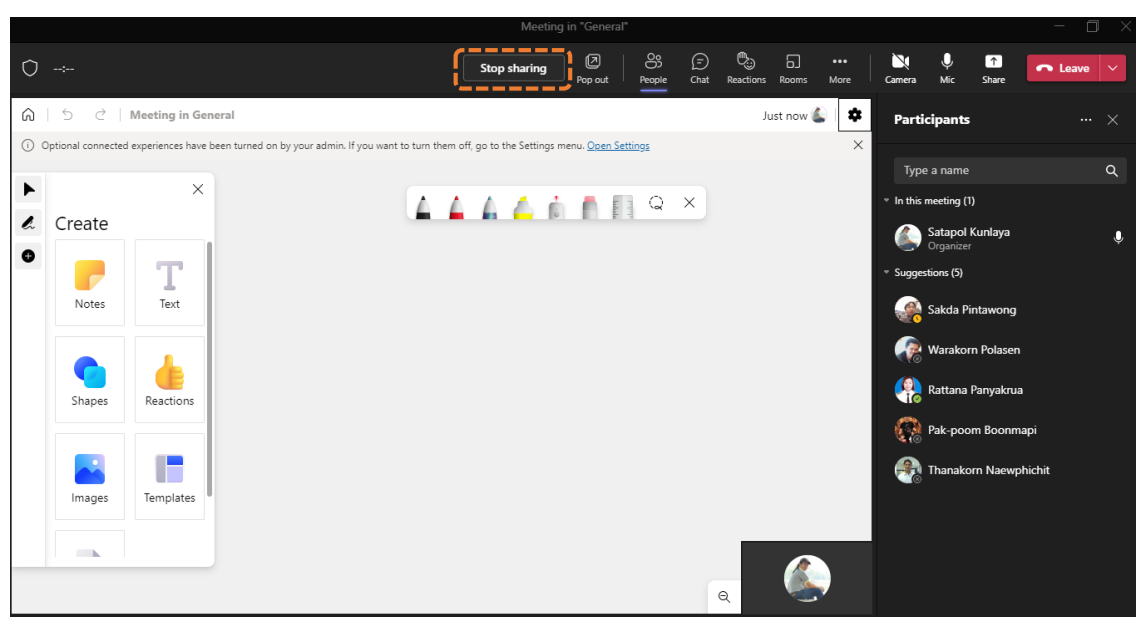 Meeting in "General"
--:--
Stop sharing
Pop out
People
Chat
Reactions
Rooms
More
Camera
Mic
Share
Leave
Meeting in General
Just now
Optional connected experiences have been turned on by your admin. If you want to turn them off, go to the Settings menu. Open Settings
Create
Notes
Text
Shapes
Reactions
Images
Templates
Participants
Type a name
In this meeting (1)
Satapol Kunlaya
Organizer
Suggestions (5)
Sakda Pintawong
Warakorn Polasen
Rattana Panyakrua
Pak-poom Boonmapi
Thanakorn Naewphichit